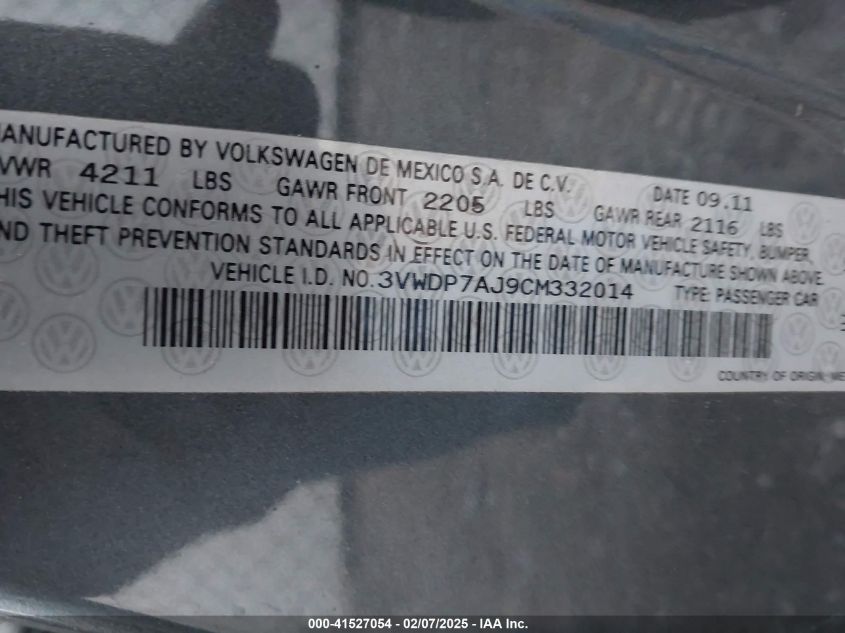 MANUFACTURED BY VOLKSWAGEN DE MEXICO S.A. DE C.V. DATE 09.11
VWR 4211 LBS GAWR FRONT 2205 LBS GAWR REAR 2116 LBS
THIS VEHICLE CONFORMS TO ALL APPLICABLE U.S. FEDERAL MOTOR VEHICLE SAFETY, BUMPER,
ND THEFT PREVENTION STANDARDS IN EFFECT ON THE DATE OF MANUFACTURE SHOWN ABOVE.
VEHICLE I.D. NO. 3VWDP7AJ9CM332014 TYPE: PASSENGER CAR
COUNTRY OF ORIGIN: ME
000-41527054 — 02/07/2025 — IAA Inc.